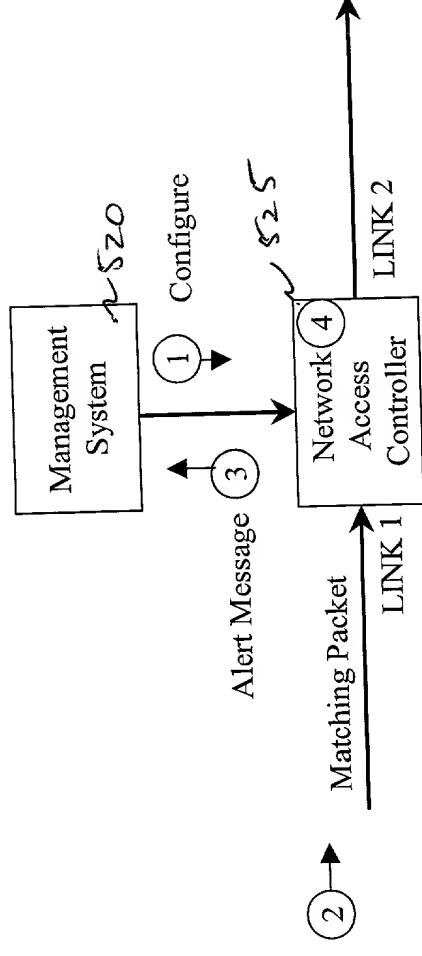 Management
System
520
1
Configure
3
Alert Message
525
Network
4
Access
Controller
Matching Packet
LINK 1
LINK 2
2